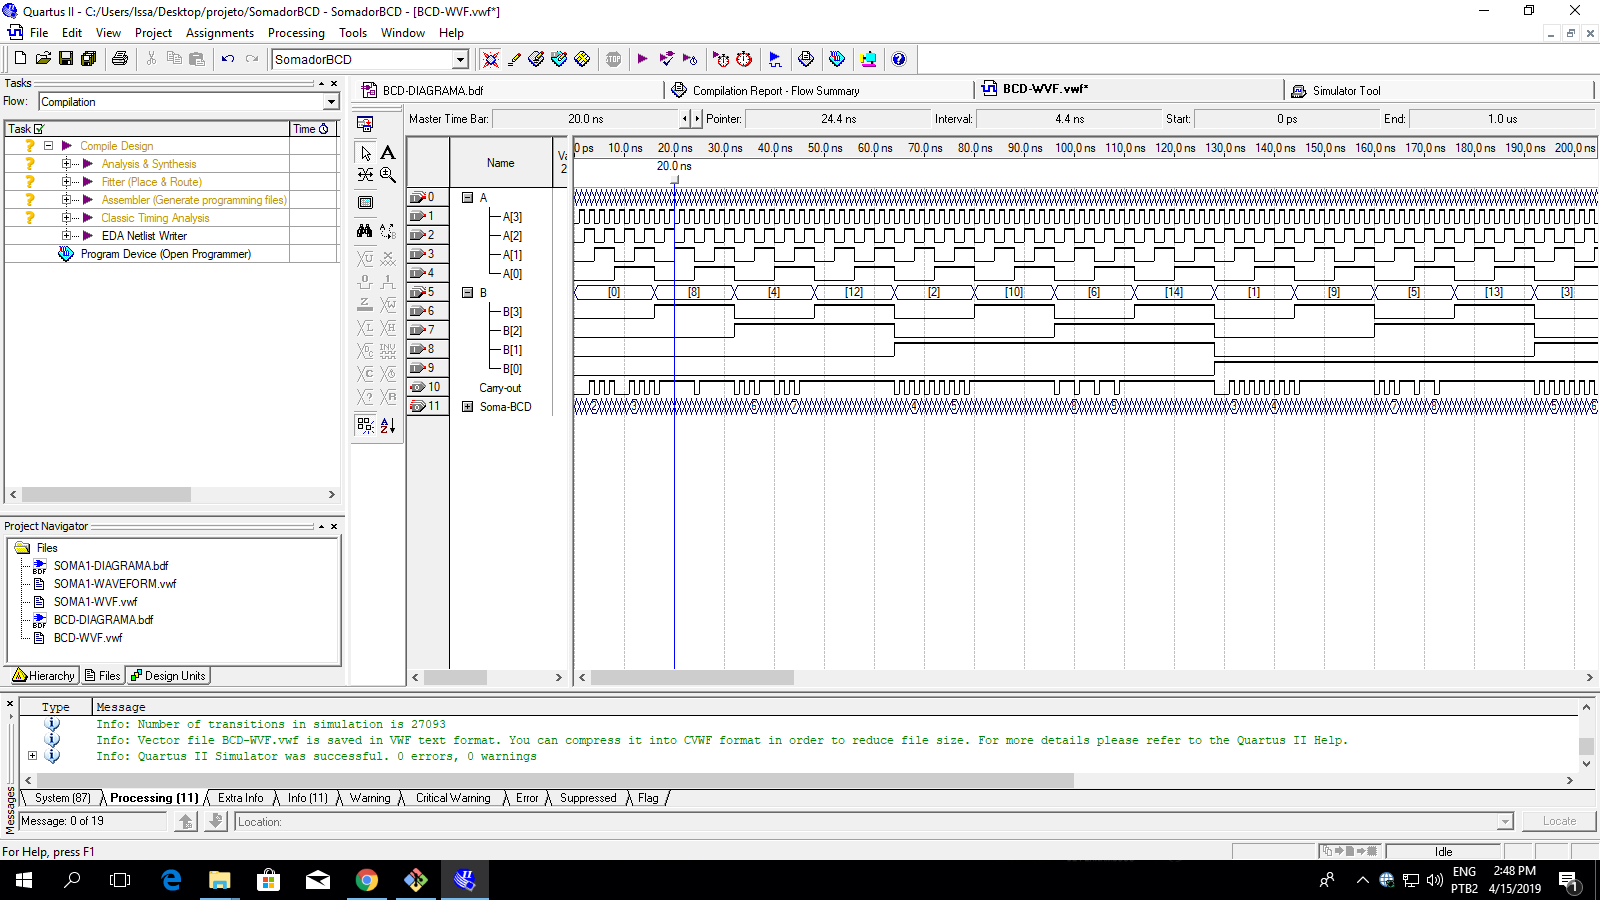 Quartus II - C:/Users/Issa/Desktop/projeto/SomadorBCD - SomadorBCD - [BCD-WVF.vwf*]
File Edit View Project Assignments Processing Tools Window Help
SomadorBCD
Tasks
Flow: Compilation
Task Time
Compile Design
Analysis & Synthesis
Fitter (Place & Route)
Assembler (Generate programming files)
Classic Timing Analysis
EDA Netlist Writer
Program Device (Open Programmer)
Project Navigator
Files
SOMA1-DIAGRAMA.bdf
SOMA1-WAVEFORM.vwf
SOMA1-WVF.vwf
BCD-DIAGRAMA.bdf
BCD-WVF.vwf
Hierarchy Files Design Units
BCD-DIAGRAMA.bdf Compilation Report - Flow Summary BCD-WVF.vwf* Simulator Tool
Master Time Bar: 20.0 ns Pointer: 24.4 ns Interval: 4.4 ns Start: 0 ps End: 1.0 us
Name
0 ps 10.0 ns 20.0 ns 30.0 ns 40.0 ns 50.0 ns 60.0 ns 70.0 ns 80.0 ns 90.0 ns 100.0 ns 110.0 ns 120.0 ns 130.0 ns 140.0 ns 150.0 ns 160.0 ns 170.0 ns 180.0 ns 190.0 ns 200.0 ns
20.0 ns
0 A
1 A[3]
2 A[2]
3 A[1]
4 A[0]
5 B [0] [8] [4] [12] [2] [10] [6] [14] [1] [9] [5] [13] [3]
6 B[3]
7 B[2]
8 B[1]
9 B[0]
10 Carry-out
11 Soma-BCD
Type Message
Info: Number of transitions in simulation is 27093
Info: Vector file BCD-WVF.vwf is saved in VWF text format. You can compress it into CVWF format in order to reduce file size. For more details please refer to the Quartus II Help.
Info: Quartus II Simulator was successful. 0 errors, 0 warnings
System (87) Processing (11) Extra Info Info (11) Warning Critical Warning Error Suppressed Flag
Messages
Message: 0 of 19 Location: Locate
For Help, press F1 Idle
ENG 2:48 PM
PTB2 4/15/2019
1